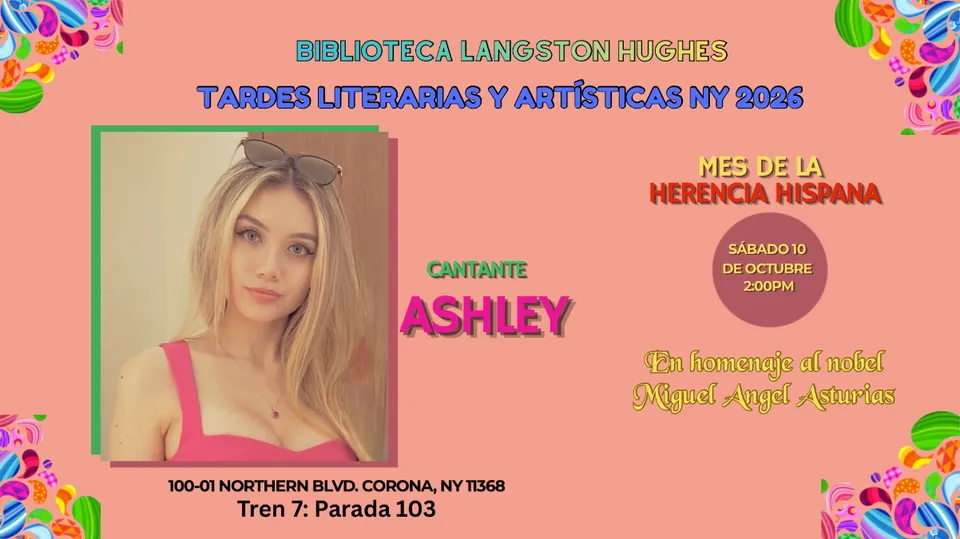 BIBLIOTECA LANGSTON HUGHES
TARDES LITERARIAS Y ARTÍSTICAS NY 2026
MES DE LA
HERENCIA HISPANA
SÁBADO 10
DE OCTUBRE
2:00PM
CANTANTE
ASHLEY
En homenaje al nobel
Miguel Angel Asturias
100-01 NORTHERN BLVD. CORONA, NY 11368
Tren 7: Parada 103